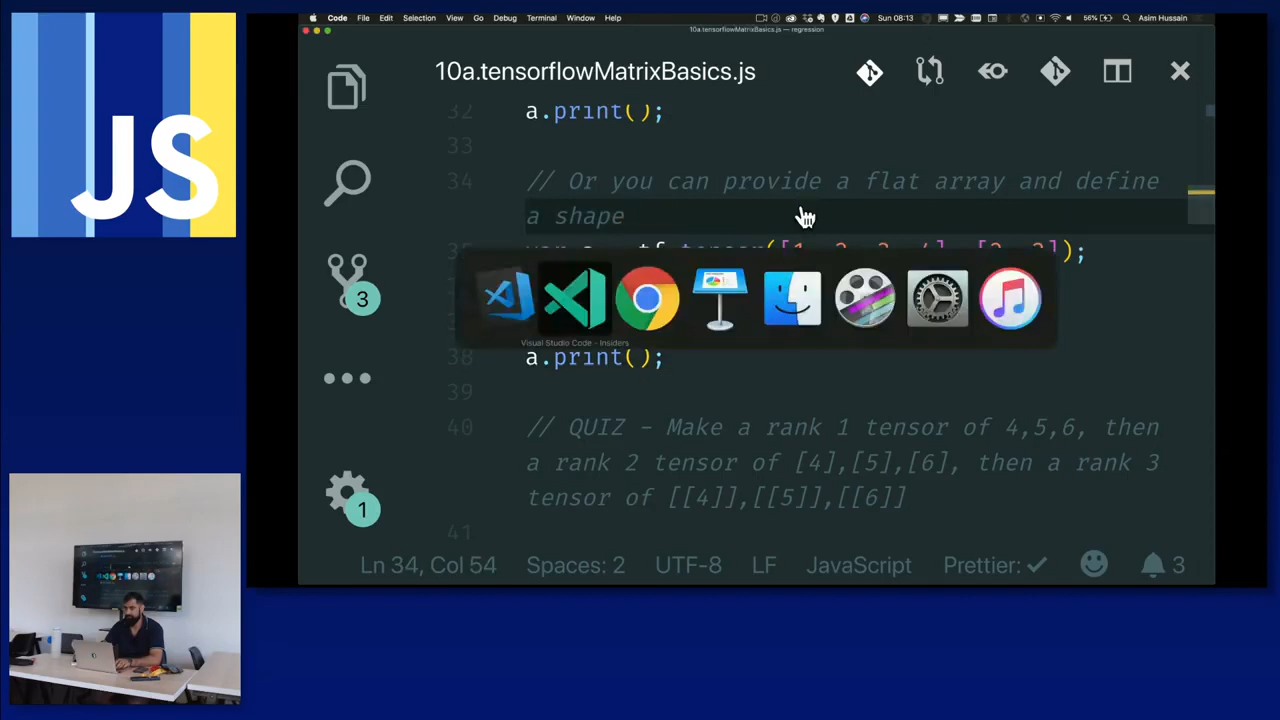 Code File Edit Selection View Go Debug Terminal Window Help
Sun 08:13
56%
Asim Hussain
10a.tensorflowMatrixBasics.js — regression
10a.tensorflowMatrixBasics.js
32 a.print();
33
34 // Or you can provide a flat array and define
a shape
35
Visual Studio Code - Insiders
38 a.print();
39
40 // QUIZ - Make a rank 1 tensor of 4,5,6, then
a rank 2 tensor of [4],[5],[6], then a rank 3
tensor of [[4]],[[5]],[[6]]
41
3
1
Ln 34, Col 54 Spaces: 2 UTF-8 LF JavaScript Prettier: ✓ 3
JS